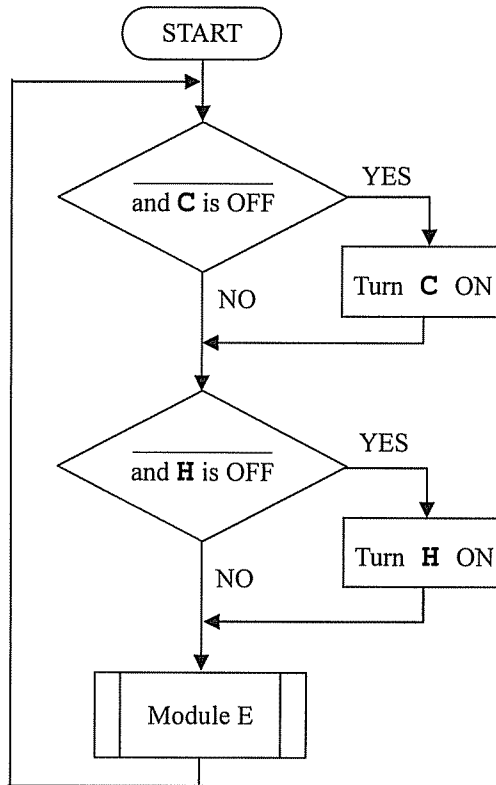 START
and C is OFF
YES
Turn C ON
NO
and H is OFF
YES
Turn H ON
NO
Module E